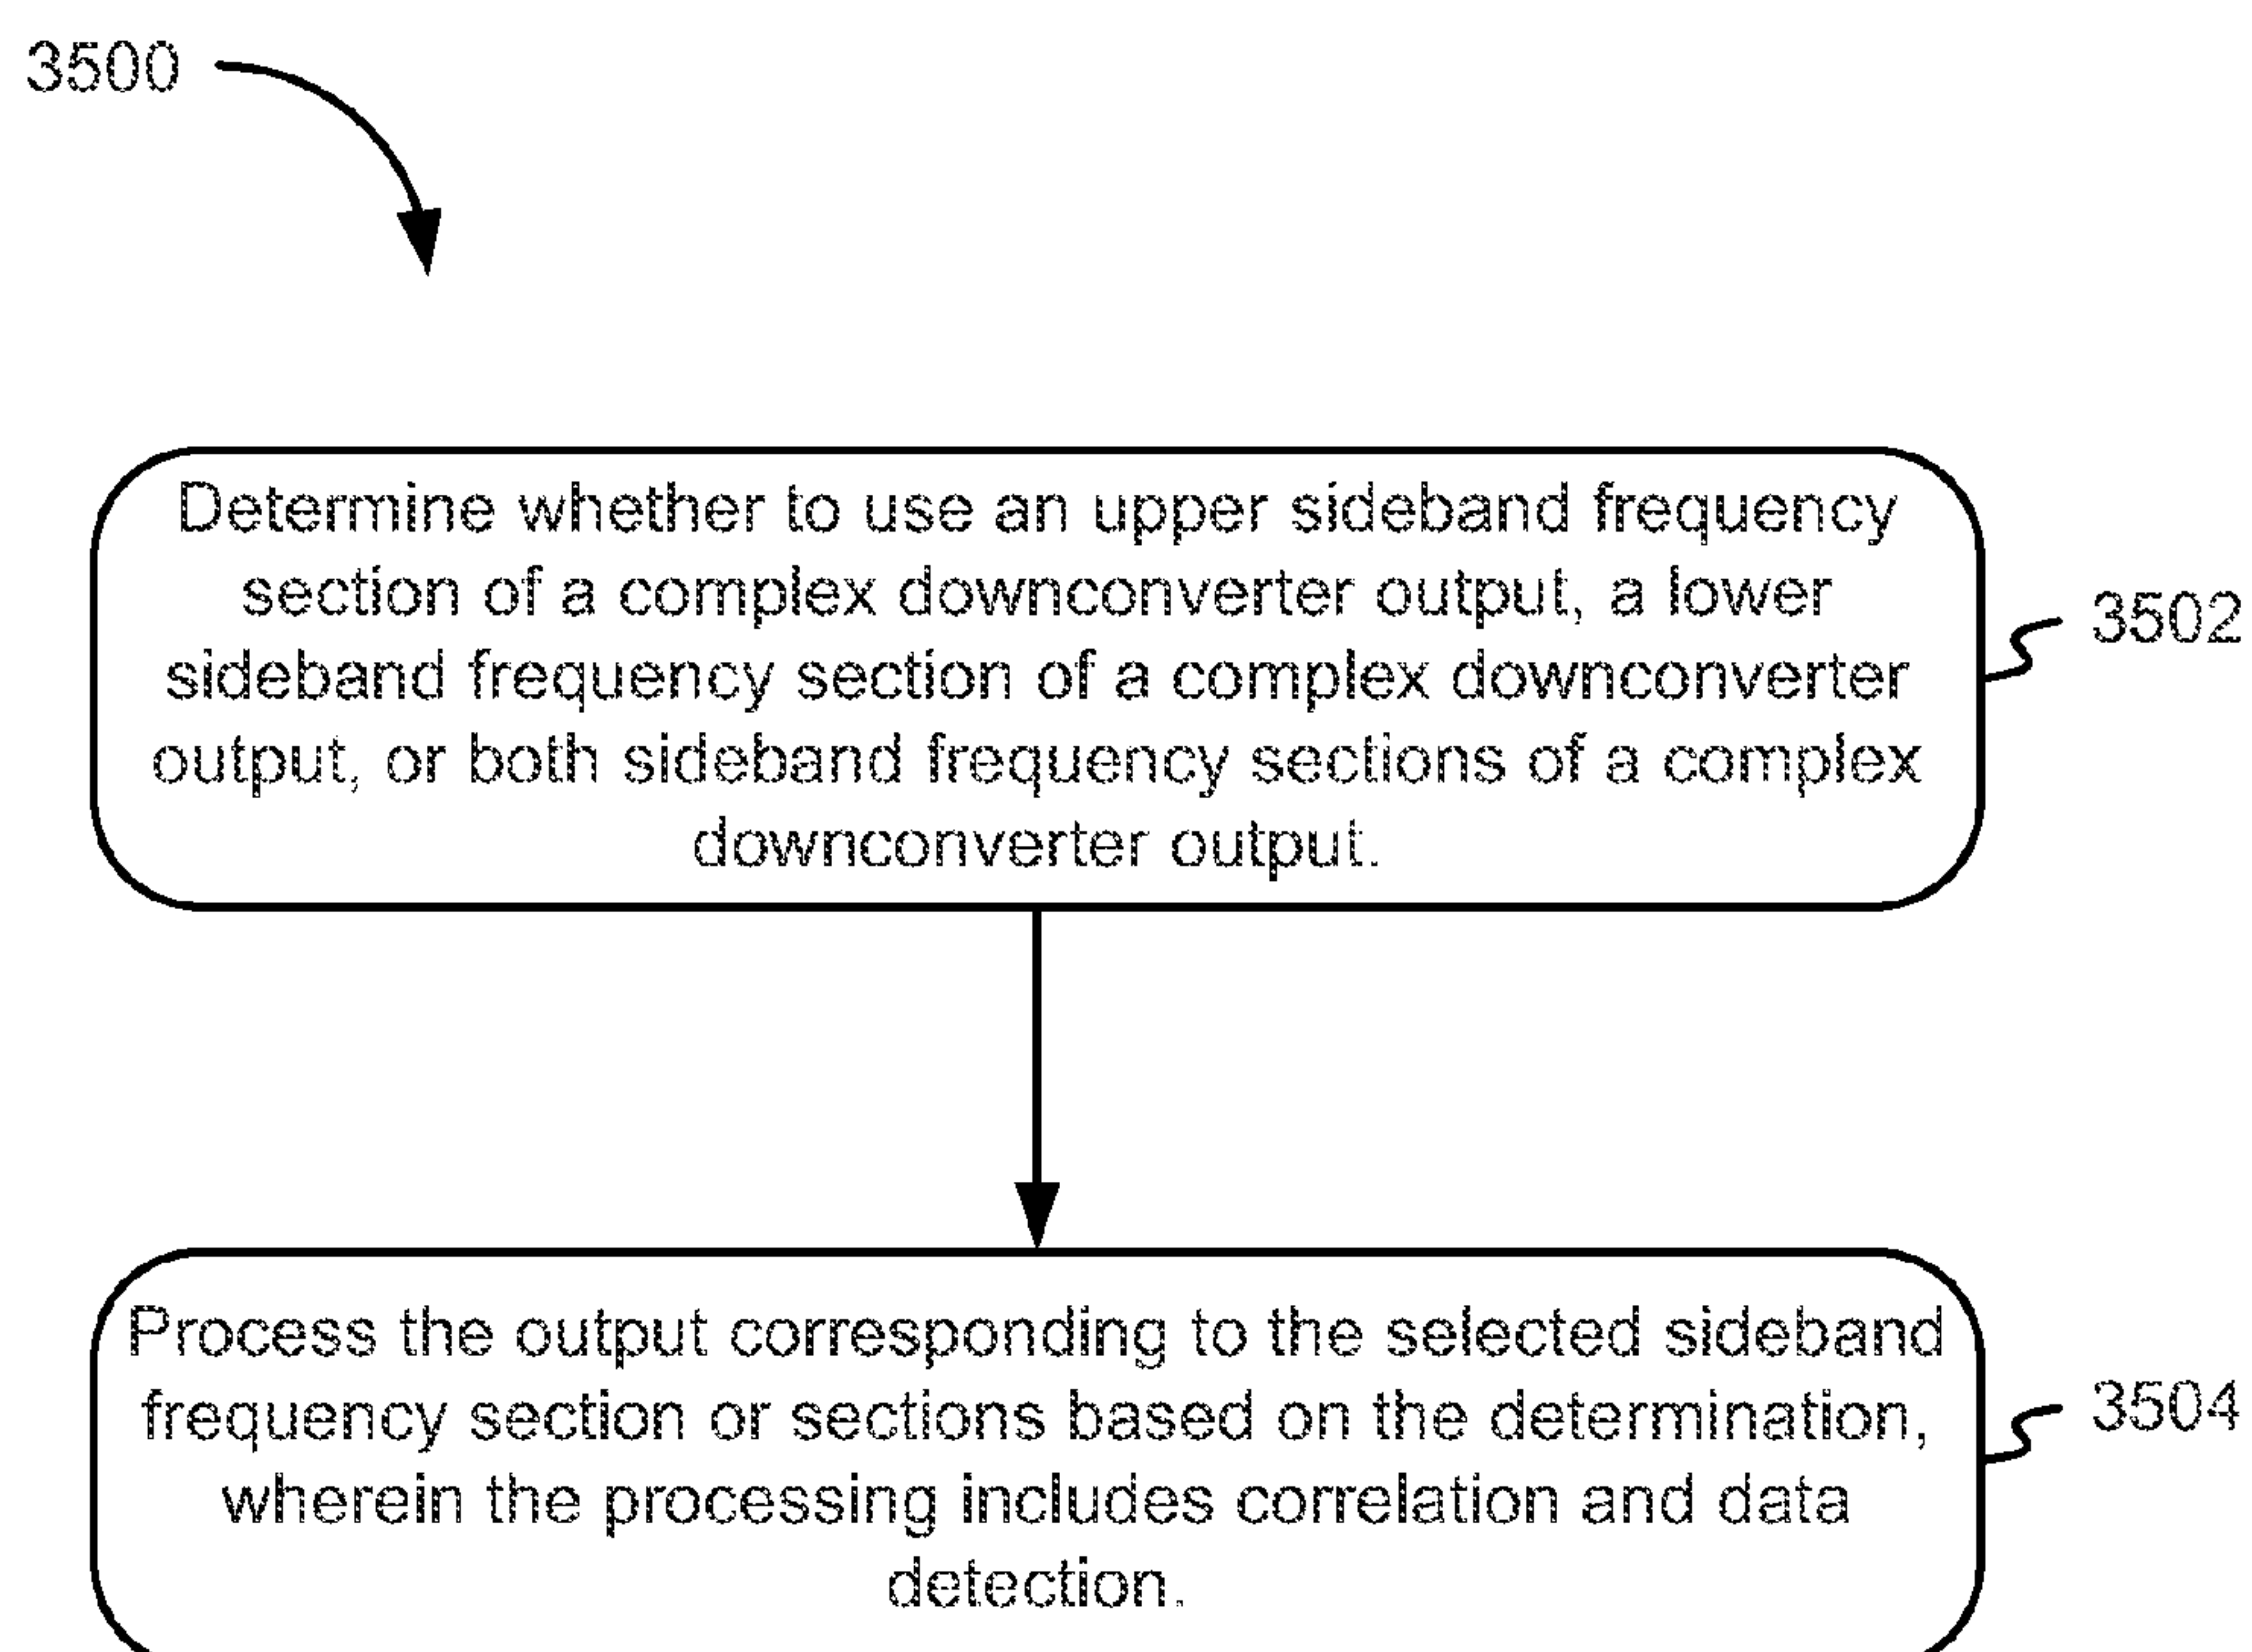 3500
Determine whether to use an upper sideband frequency
section of a complex downconverter output, a lower
sideband frequency section of a complex downconverter
output, or both sideband frequency sections of a complex
downconverter output.
3502
Process the output corresponding to the selected sideband
frequency section or sections based on the determination,
wherein the processing includes correlation and data
detection.
3504